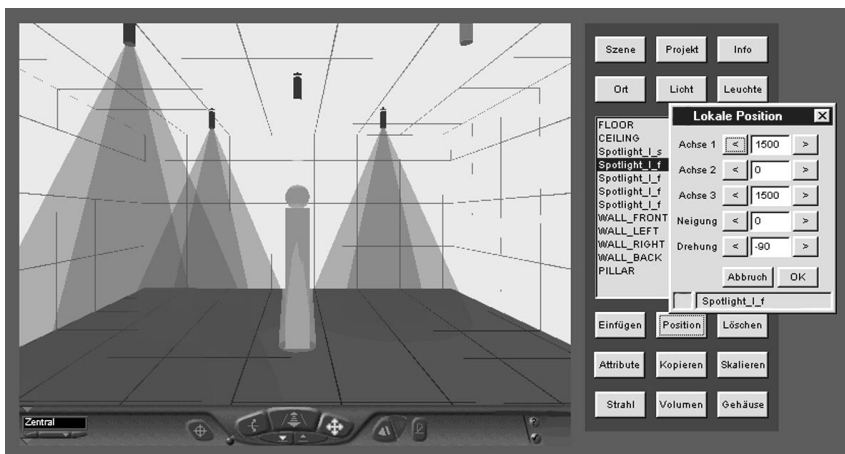 Szene Projekt Info
Ort Licht Leuchte
Lokale Position X
FLOOR
CEILING
Spotlight_l_s
Spotlight_l_f
Spotlight_l_f
Spotlight_l_f
Spotlight_l_f
WALL_FRONT
WALL_LEFT
WALL_RIGHT
WALL_BACK
PILLAR
Achse 1 < 1500 >
Achse 2 < 0 >
Achse 3 < 1500 >
Neigung < 0 >
Drehung < -90 >
Abbruch OK
Spotlight_l_f
Einfügen Position Löschen
Attribute Kopieren Skalieren
Strahl Volumen Gehäuse
Zentral